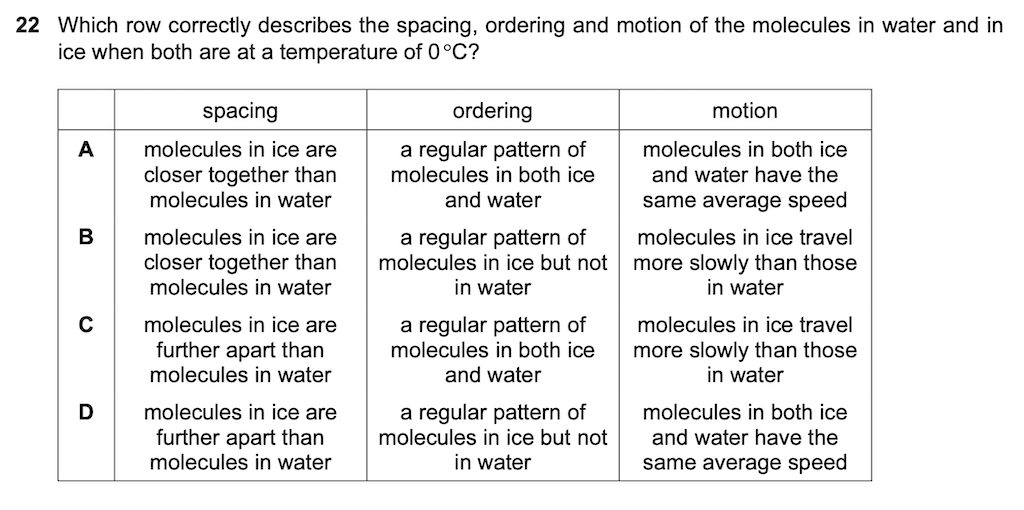 22 Which row correctly describes the spacing, ordering and motion of the molecules in water and in
ice when both are at a temperature of 0 °C?
spacing ordering motion
A molecules in ice are a regular pattern of molecules in both ice
closer together than molecules in both ice and water have the
molecules in water and water same average speed
B molecules in ice are a regular pattern of molecules in ice travel
closer together than molecules in ice but not more slowly than those
molecules in water in water in water
C molecules in ice are a regular pattern of molecules in ice travel
further apart than molecules in both ice more slowly than those
molecules in water and water in water
D molecules in ice are a regular pattern of molecules in both ice
further apart than molecules in ice but not and water have the
molecules in water in water same average speed